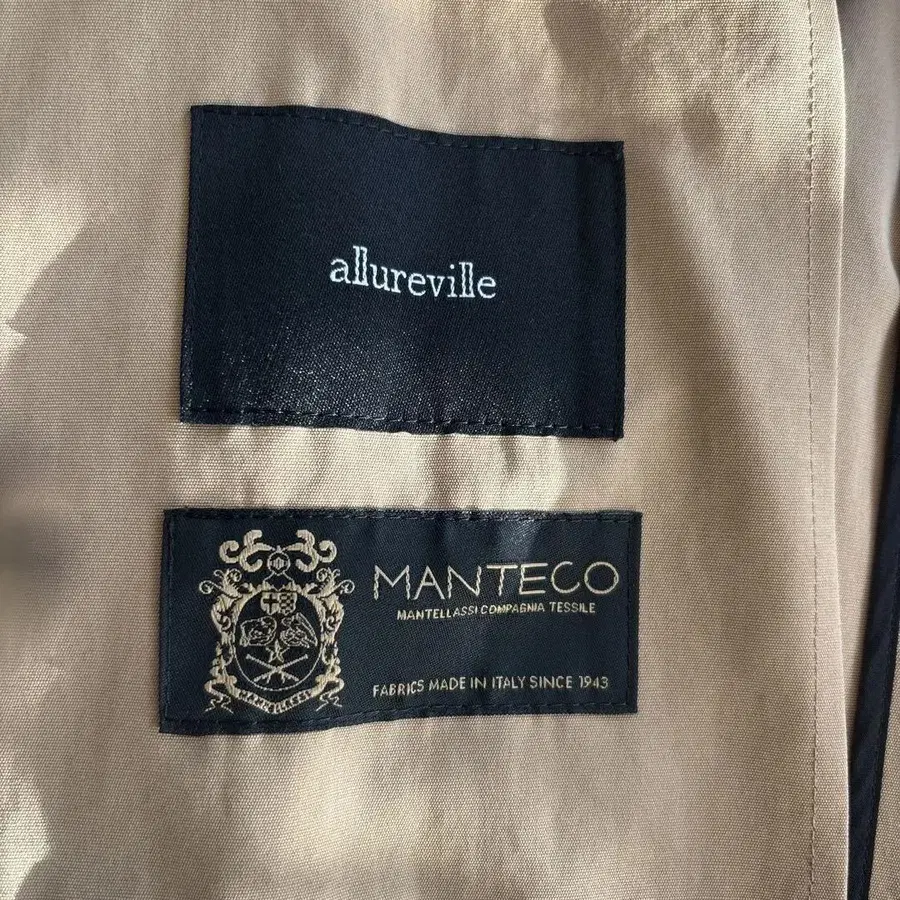 allureville
MANTECO
MANTELLASSI COMPAGNIA TESSILE
FABRICS MADE IN ITALY SINCE 1943